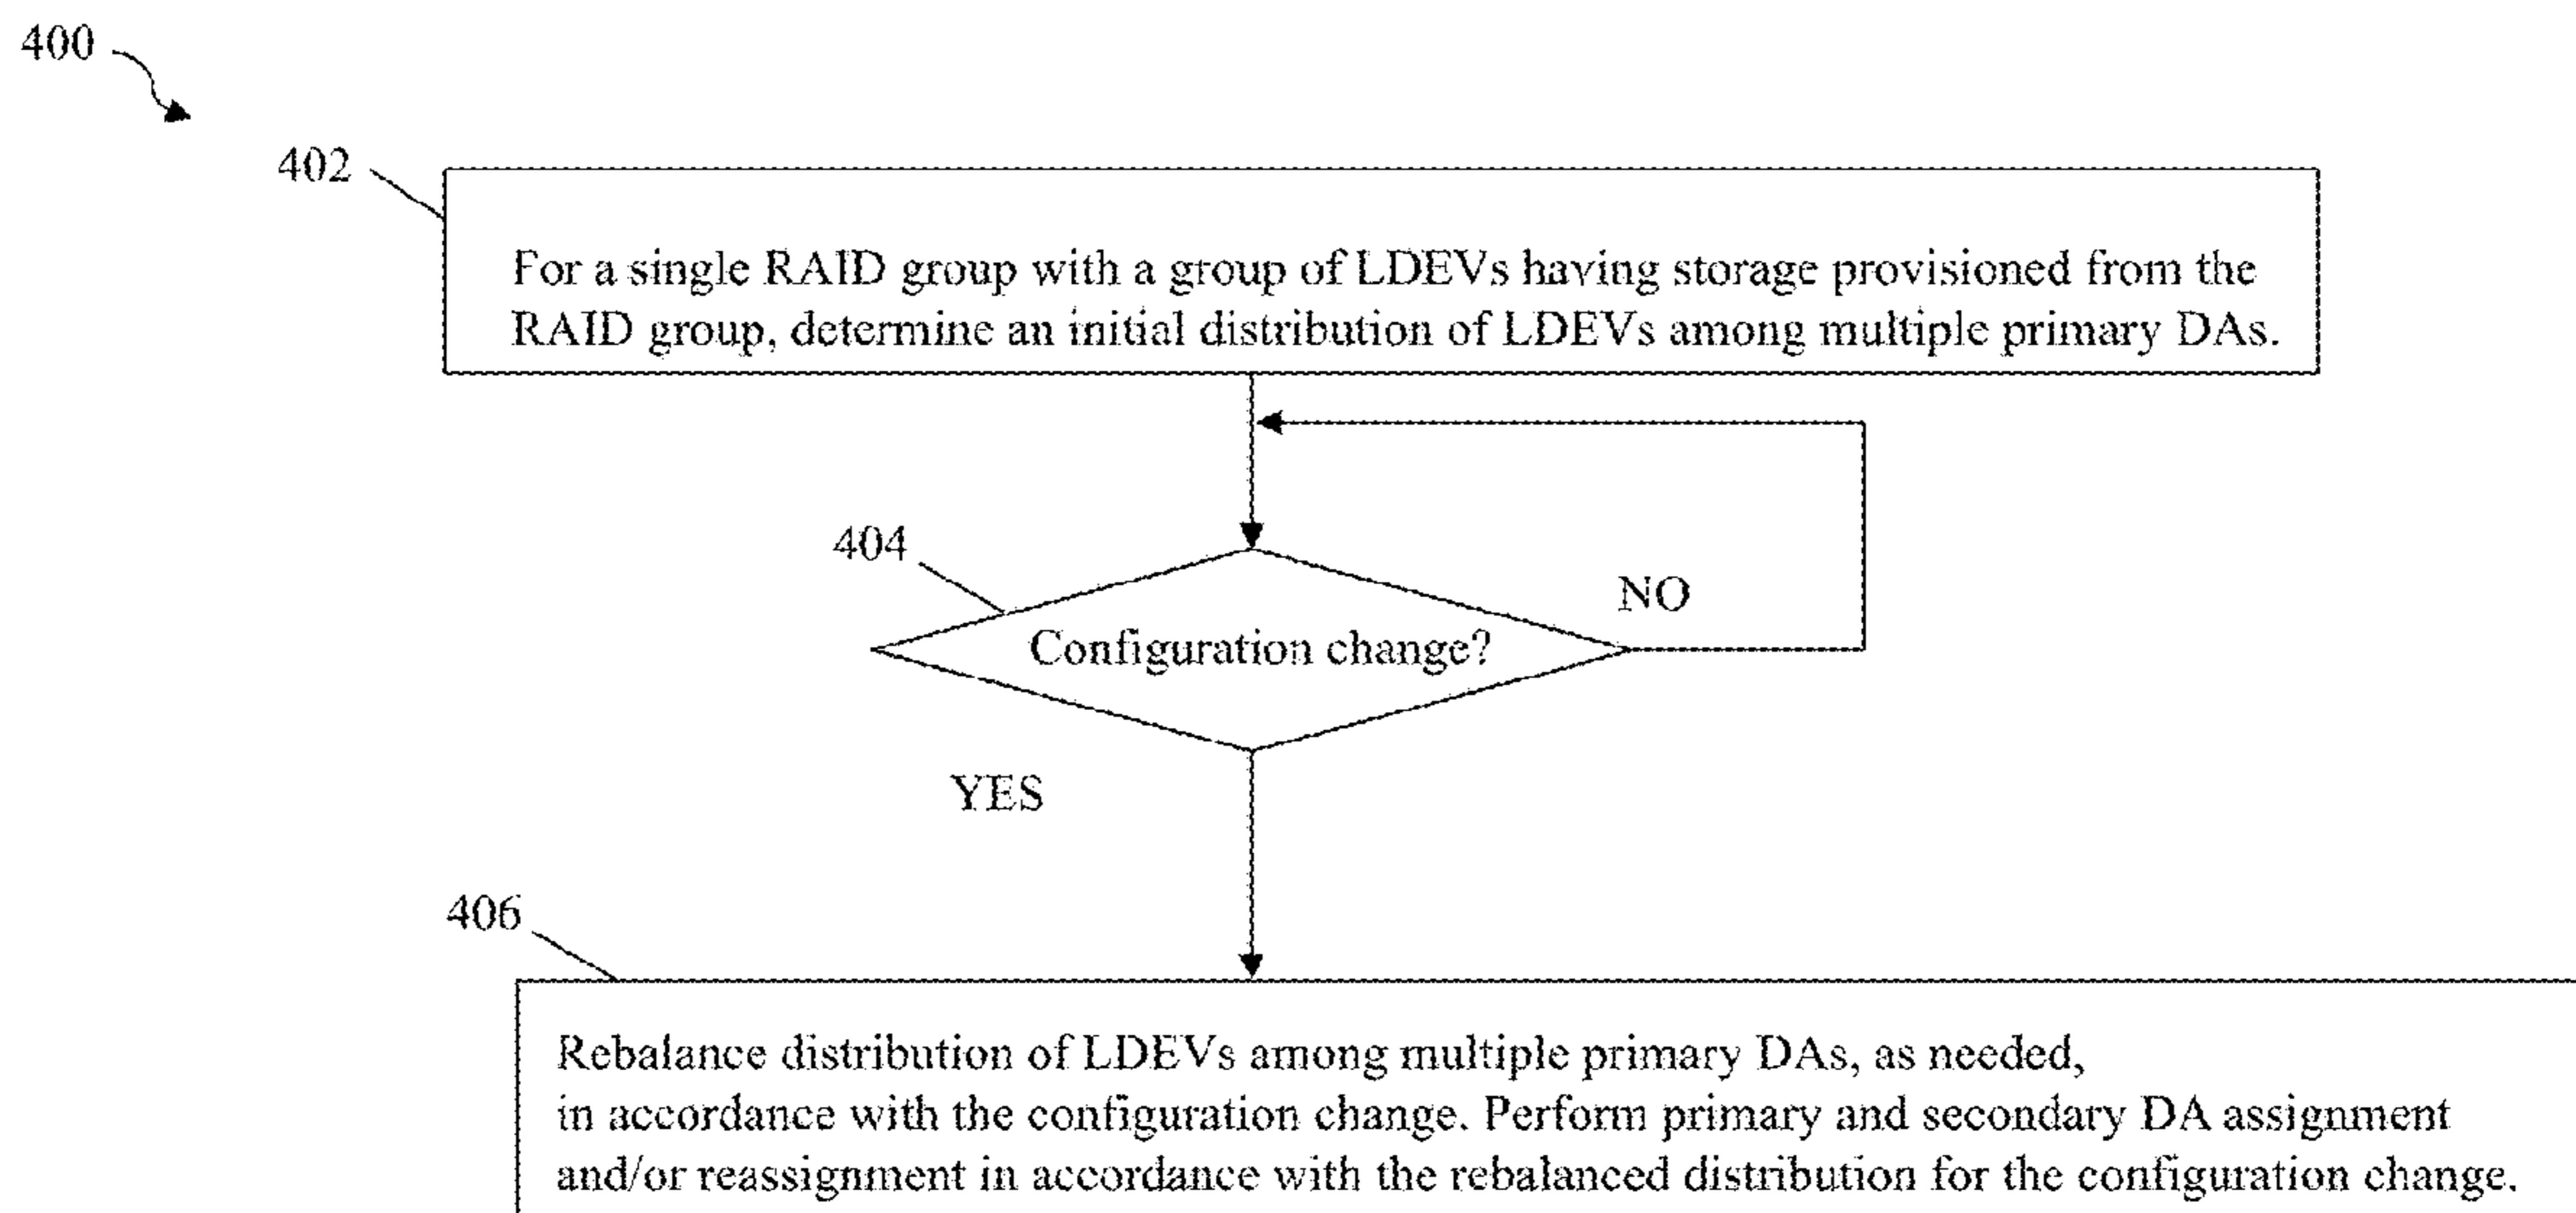 400
402
For a single RAID group with a group of LDEVs having storage provisioned from the
RAID group, determine an initial distribution of LDEVs among multiple primary DAs.
404
NO
Configuration change?
YES
406
Rebalance distribution of LDEVs among multiple primary DAs, as needed,
in accordance with the configuration change. Perform primary and secondary DA assignment
and/or reassignment in accordance with the rebalanced distribution for the configuration change.